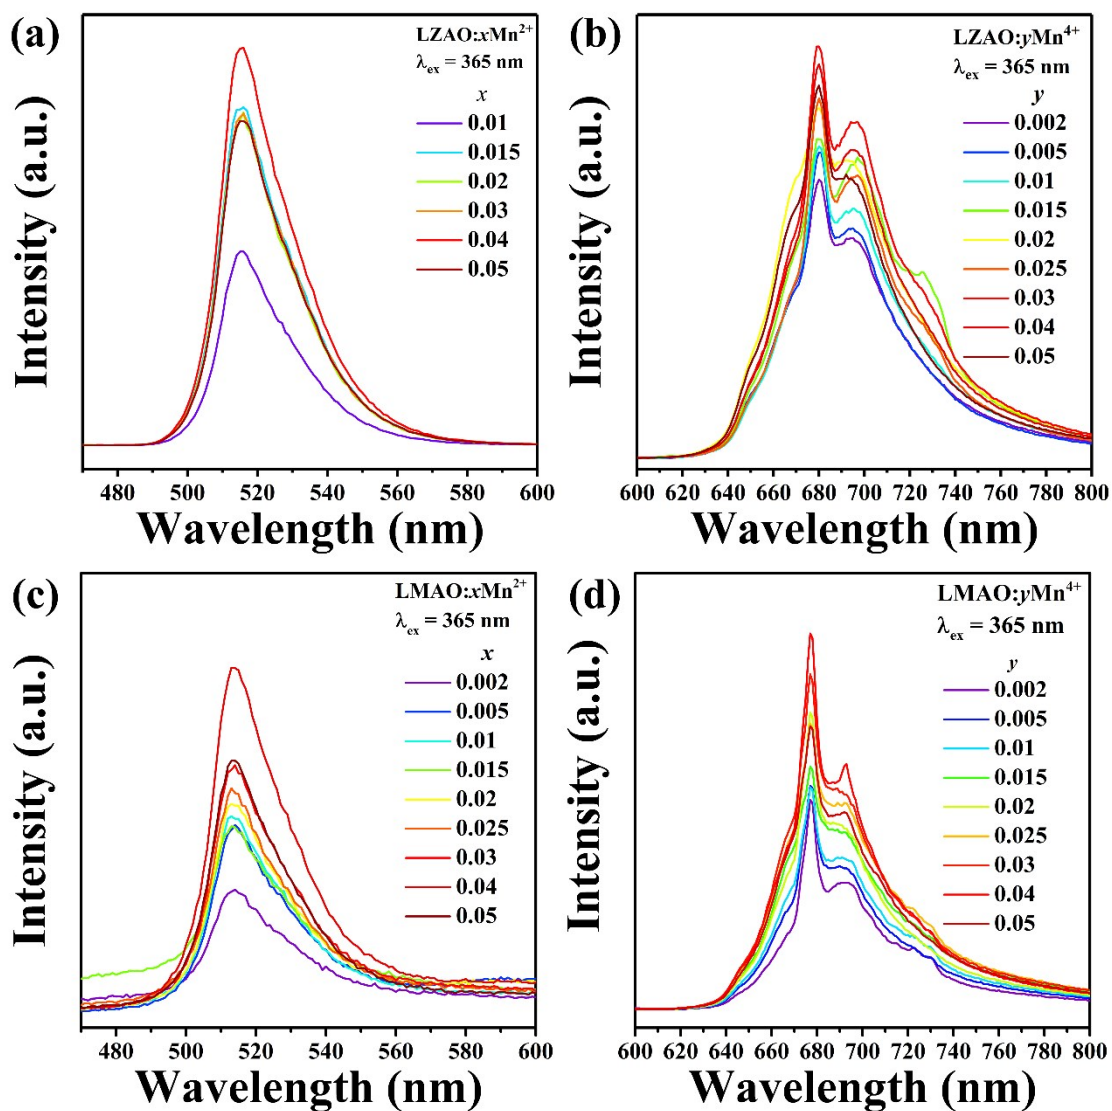 (a)
LZAO:xMn²⁺
λex = 365 nm
x
0.01
0.015
0.02
0.03
0.04
0.05
Intensity (a.u.)
480 500 520 540 560 580 600
Wavelength (nm)
(b)
LZAO:yMn⁴⁺
λex = 365 nm
y
0.002
0.005
0.01
0.015
0.02
0.025
0.03
0.04
0.05
Intensity (a.u.)
600 620 640 660 680 700 720 740 760 780 800
Wavelength (nm)
(c)
LMAO:xMn²⁺
λex = 365 nm
x
0.002
0.005
0.01
0.015
0.02
0.025
0.03
0.04
0.05
Intensity (a.u.)
480 500 520 540 560 580 600
Wavelength (nm)
(d)
LMAO:yMn⁴⁺
λex = 365 nm
y
0.002
0.005
0.01
0.015
0.02
0.025
0.03
0.04
0.05
Intensity (a.u.)
600 620 640 660 680 700 720 740 760 780 800
Wavelength (nm)